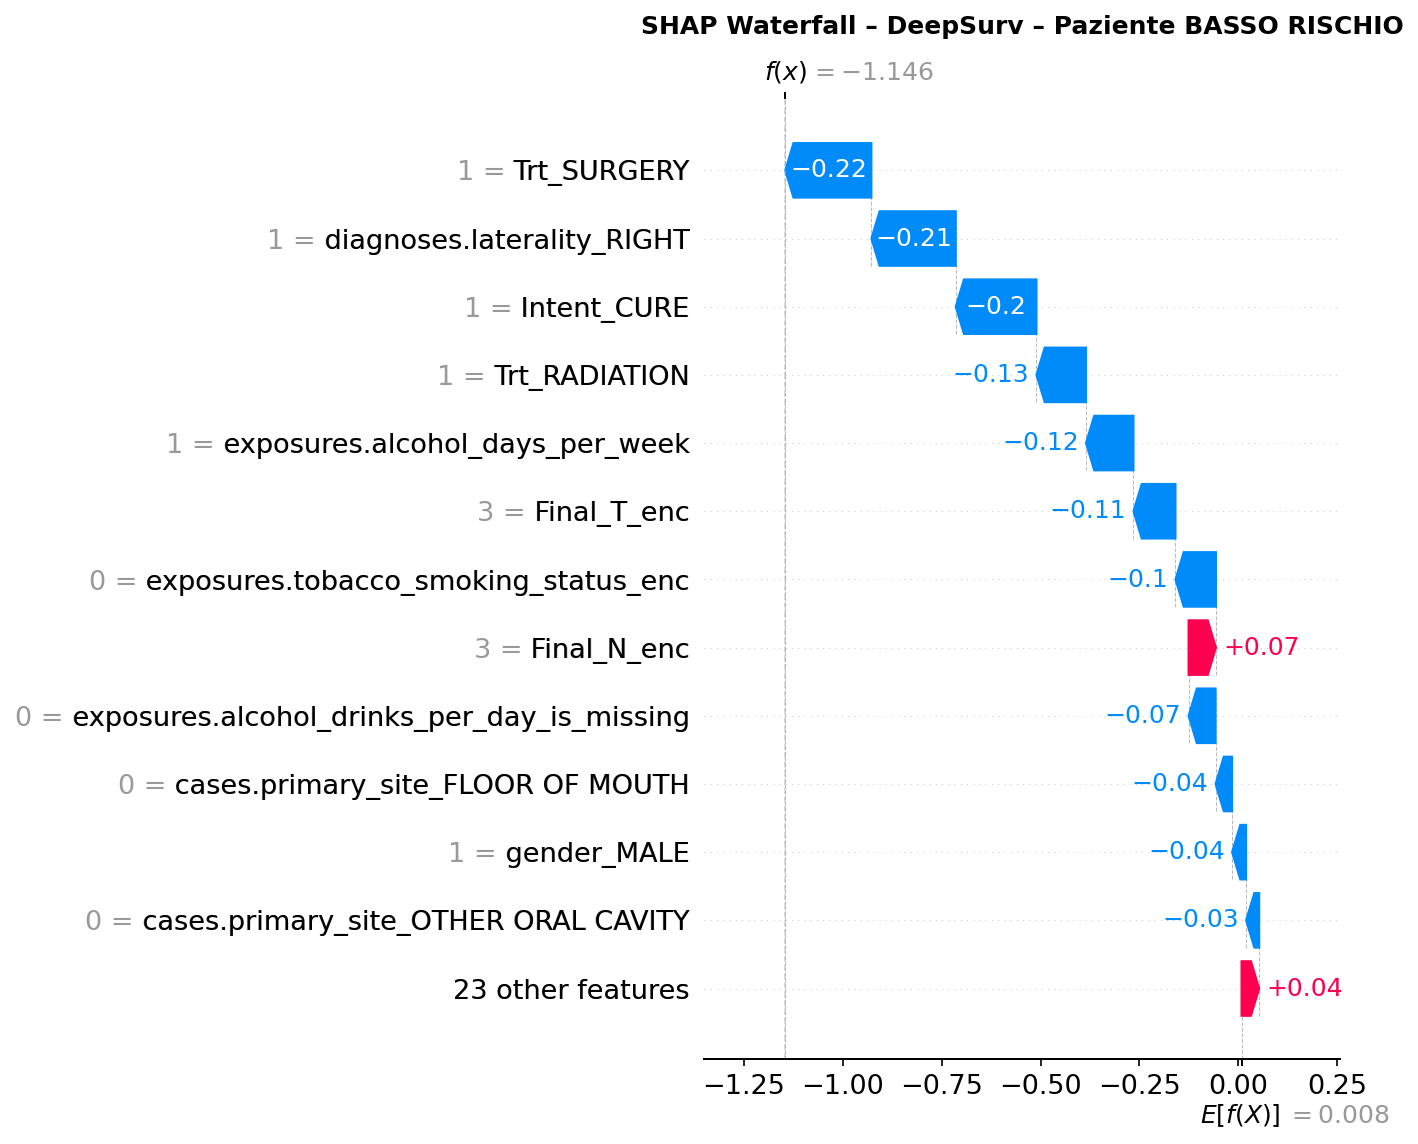 SHAP Waterfall – DeepSurv – Paziente BASSO RISCHIO
f(x) = −1.146
1 = Trt_SURGERY −0.22
1 = diagnoses.laterality_RIGHT −0.21
1 = Intent_CURE −0.2
1 = Trt_RADIATION −0.13
1 = exposures.alcohol_days_per_week −0.12
3 = Final_T_enc −0.11
0 = exposures.tobacco_smoking_status_enc −0.1
3 = Final_N_enc +0.07
0 = exposures.alcohol_drinks_per_day_is_missing −0.07
0 = cases.primary_site_FLOOR OF MOUTH −0.04
1 = gender_MALE −0.04
0 = cases.primary_site_OTHER ORAL CAVITY −0.03
23 other features +0.04
−1.25 −1.00 −0.75 −0.50 −0.25 0.00 0.25
E[f(X)] = 0.008